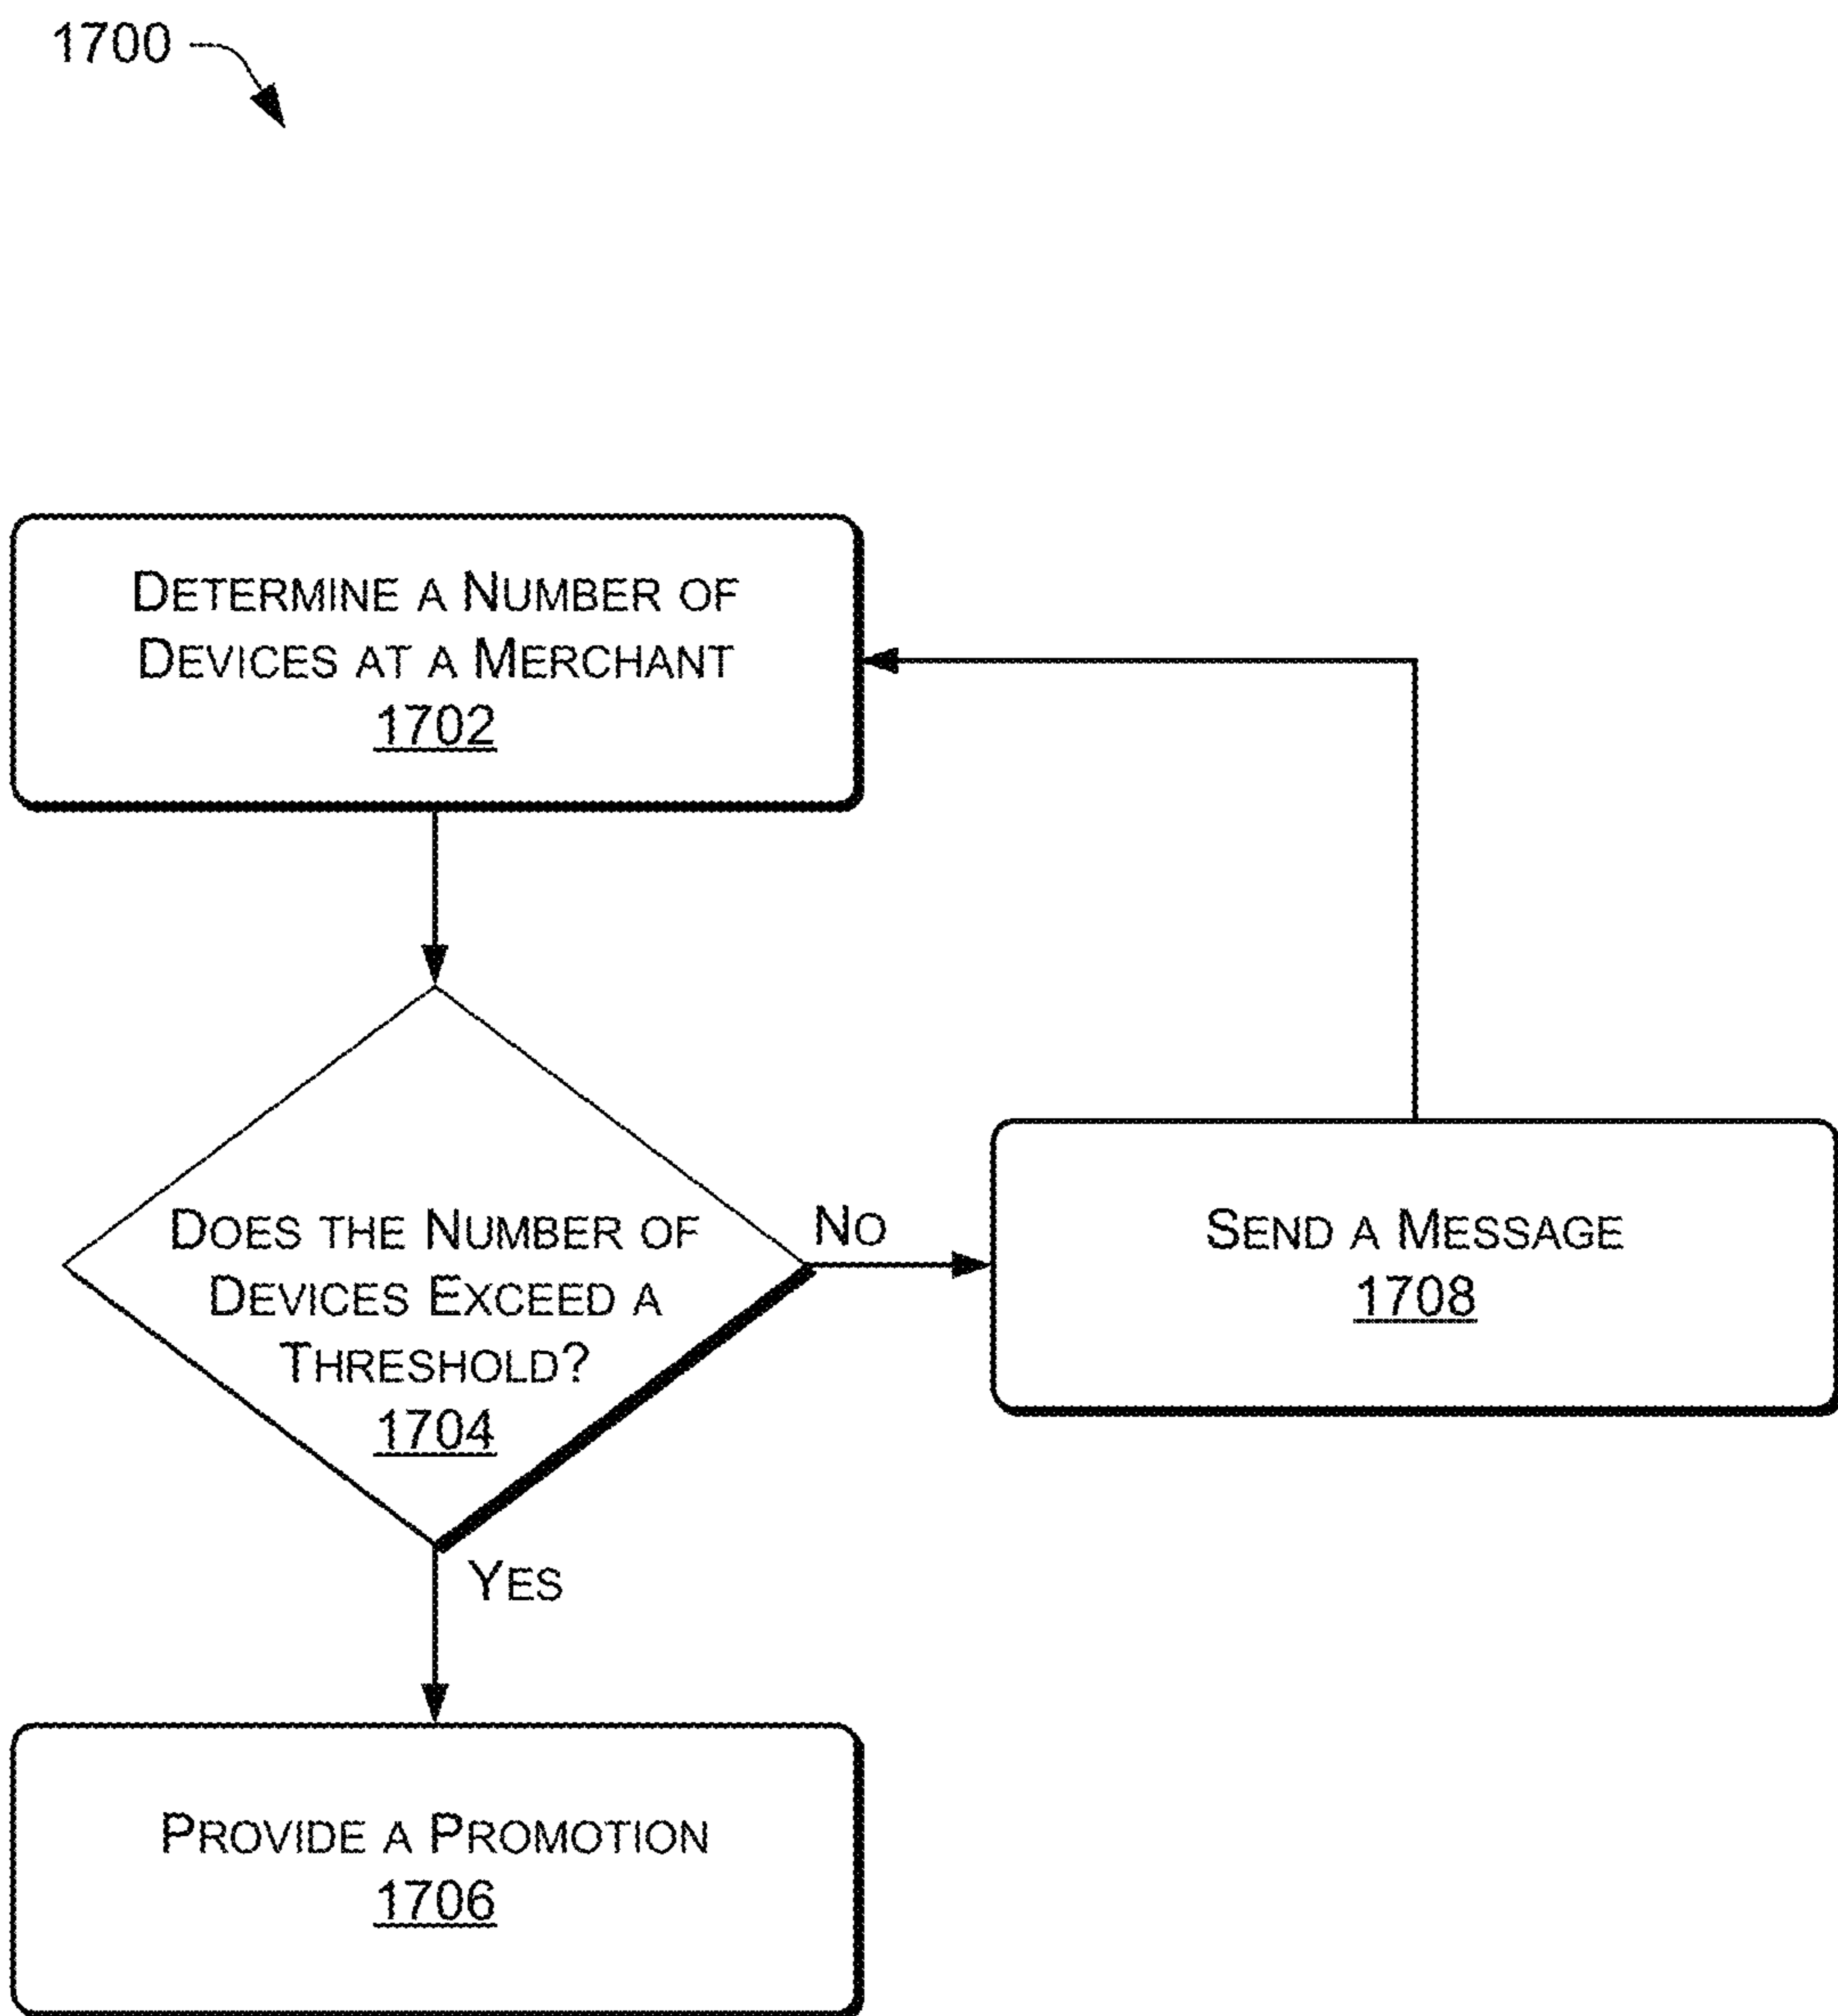 1700
DETERMINE A NUMBER OF
DEVICES AT A MERCHANT
1702
DOES THE NUMBER OF
DEVICES EXCEED A
THRESHOLD?
1704
NO
SEND A MESSAGE
1708
YES
PROVIDE A PROMOTION
1706